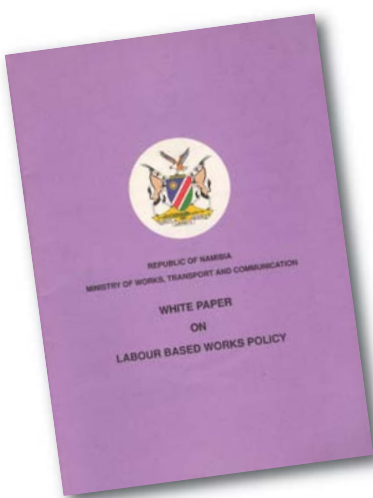 REPUBLIC OF NAMIBIA
MINISTRY OF WORKS, TRANSPORT AND COMMUNICATION
WHITE PAPER
ON
LABOUR BASED WORKS POLICY